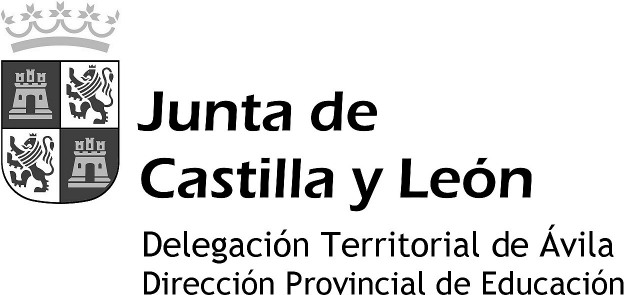 Junta de
Castilla y León
Delegación Territorial de Ávila
Dirección Provincial de Educación